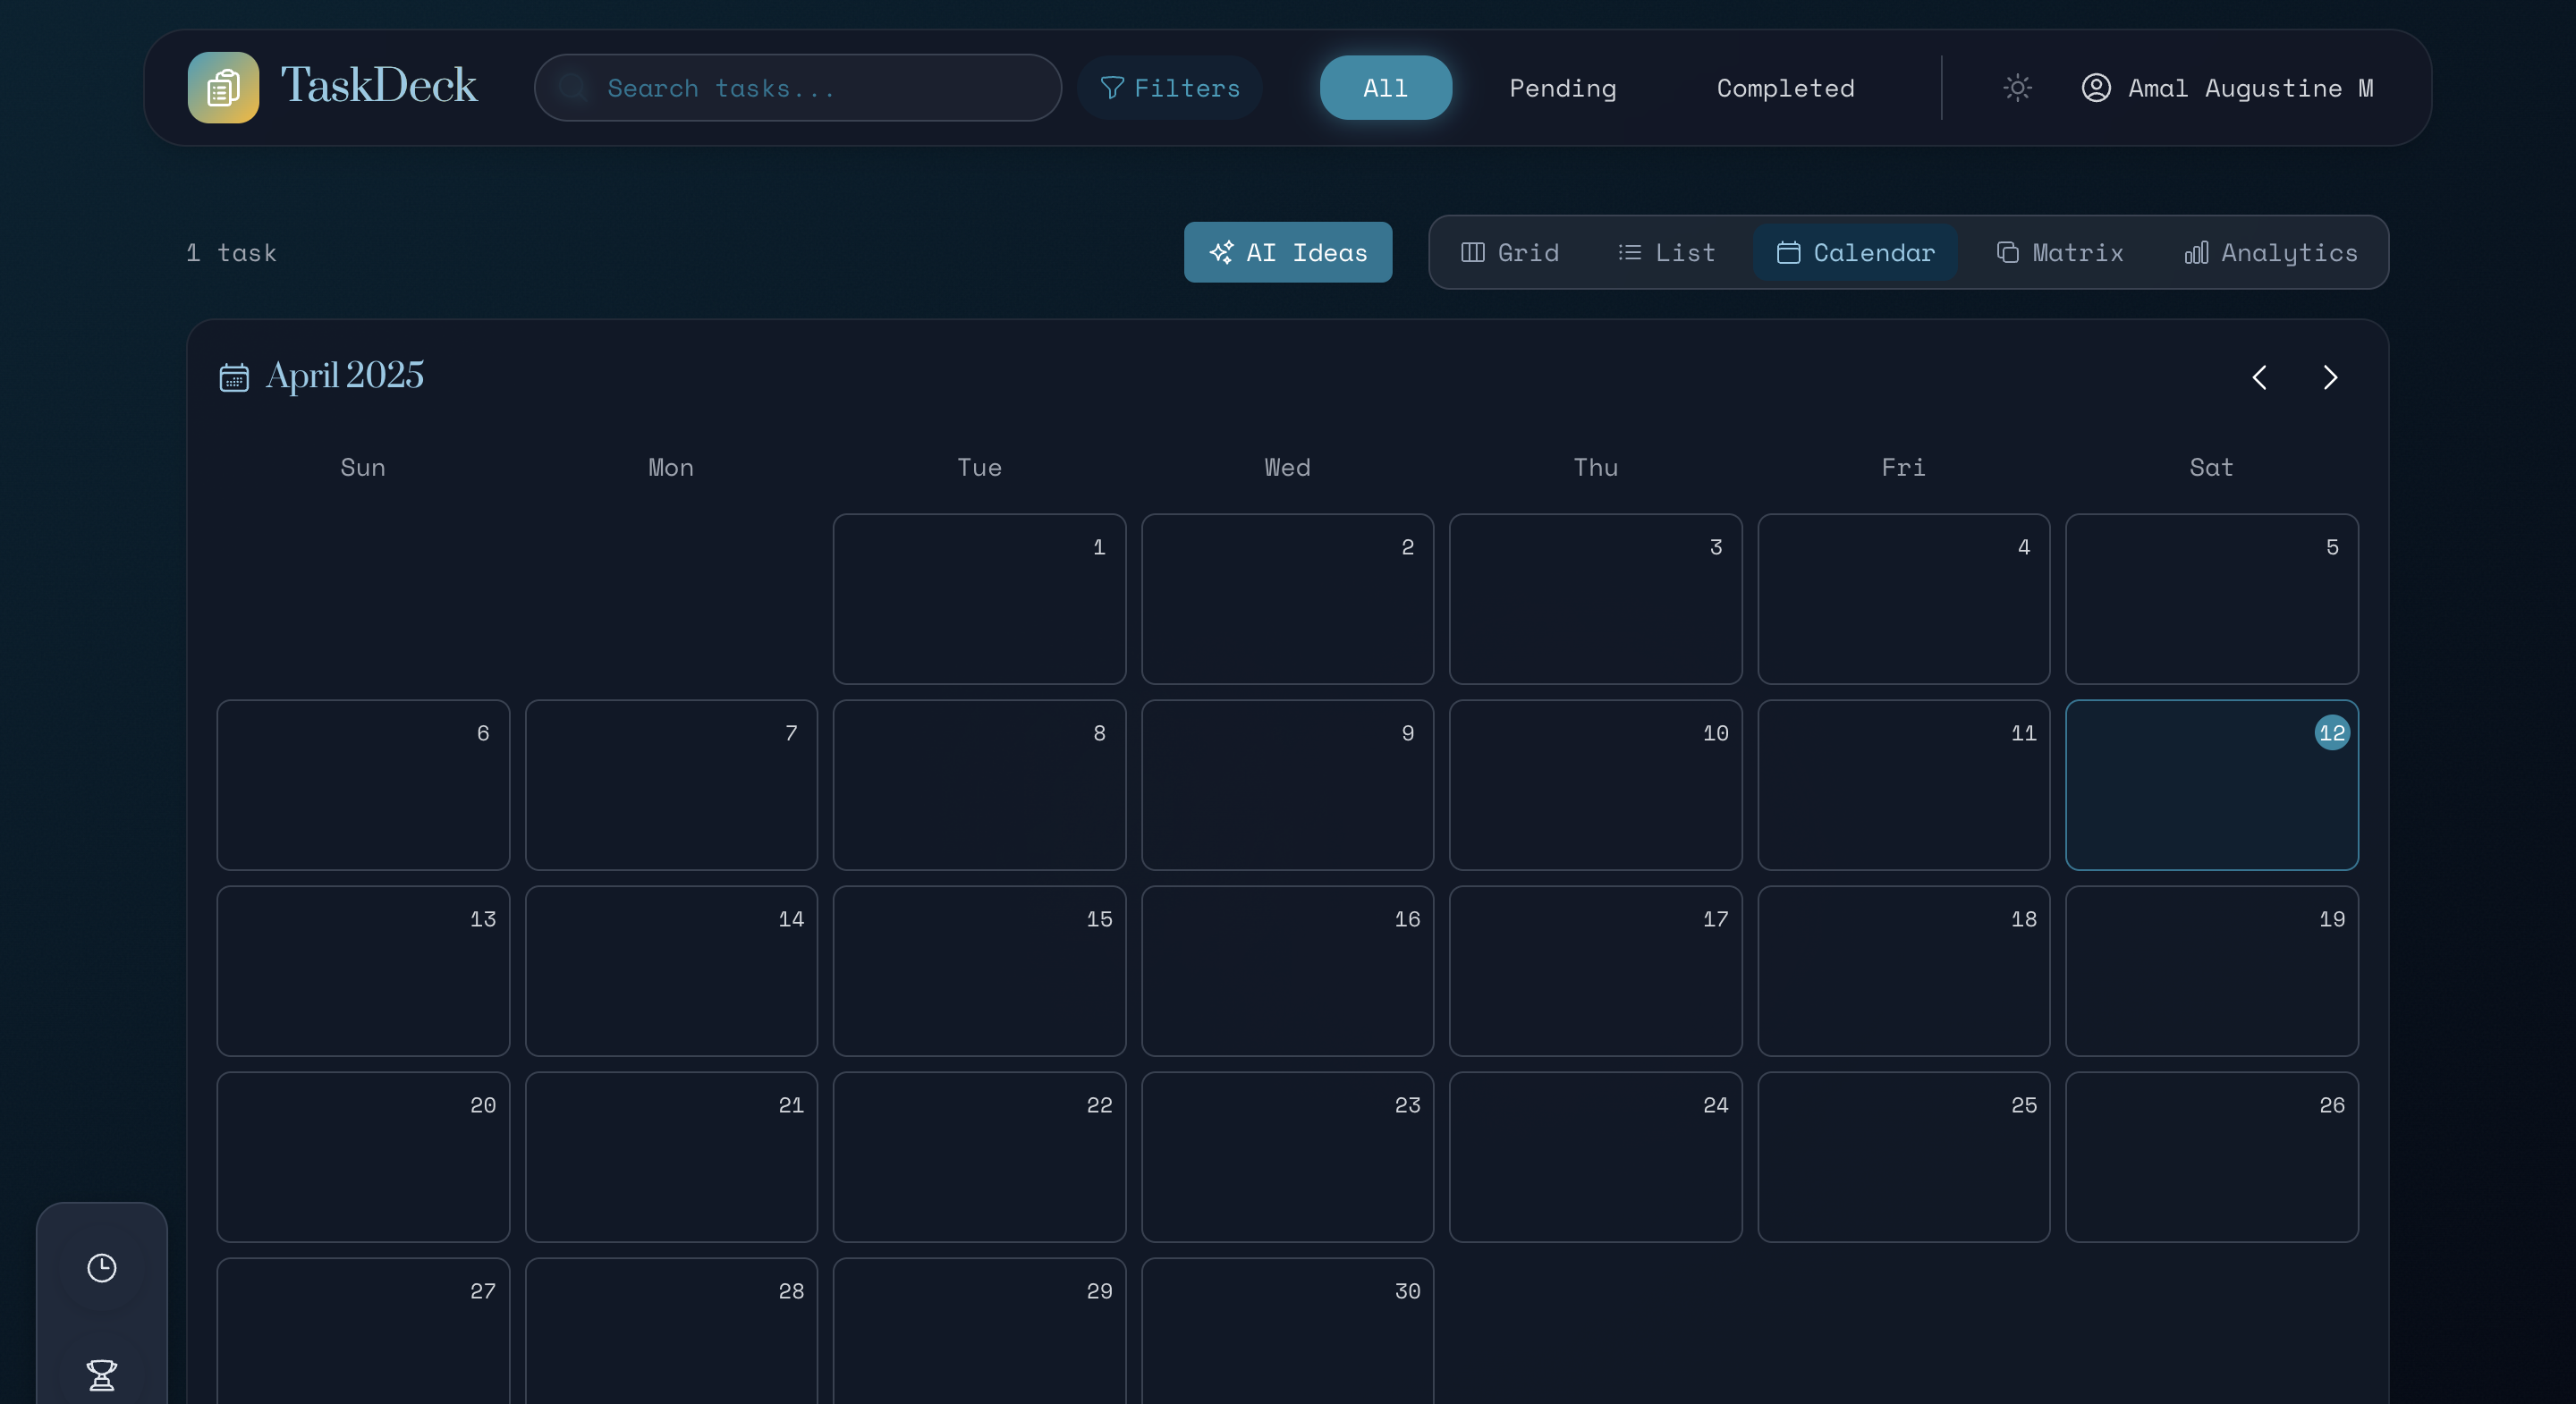 TaskDeck
Search tasks...
Filters
All
Pending
Completed
Amal Augustine M
1 task
AI Ideas
Grid
List
Calendar
Matrix
Analytics
April 2025
Sun Mon Tue Wed Thu Fri Sat
1 2 3 4 5
6 7 8 9 10 11 12
13 14 15 16 17 18 19
20 21 22 23 24 25 26
27 28 29 30